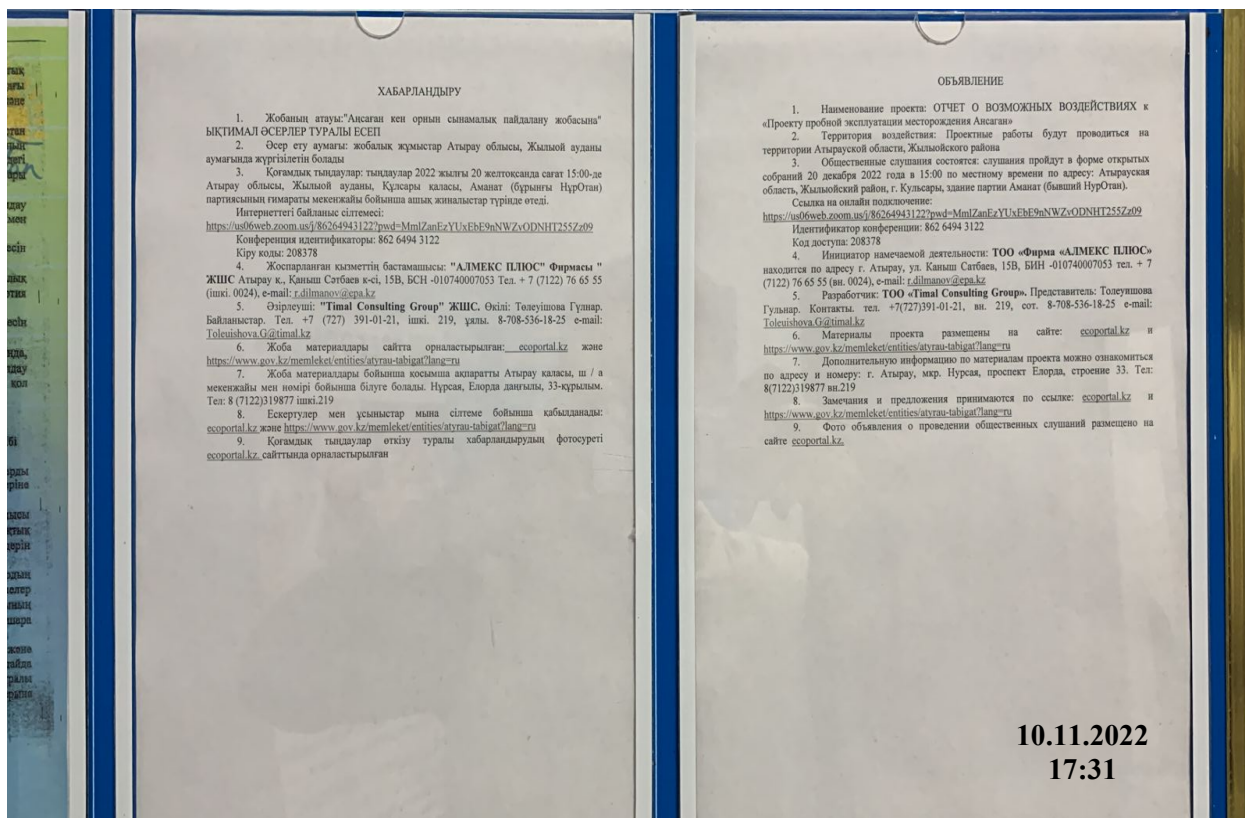 ХАБАРЛАНДЫРУ
1. Жобаның атауы:"Аңсаған кен орнын сынамалық пайдалану жобасына"
ЫҚТИМАЛ ӘСЕРЛЕР ТУРАЛЫ ЕСЕП
2. Әсер ету аумағы: жобалық жұмыстар Атырау облысы, Жылыой ауданы
аумағында жүргізілетін болады
3. Қоғамдық тыңдаулар: тыңдаулар 2022 жылғы 20 желтоқсанда сағат 15:00-де
Атырау облысы, Жылыой ауданы, Құлсары қаласы, Аманат (бұрынғы НұрОтан)
партиясының ғимараты мекенжайы бойынша ашық жиналыстар түрінде өтеді.
Интернеттегі байланыс сілтемесі:
https://us06web.zoom.us/j/86264943122?pwd=MmlZanEzYUxEbE9nNWZvODNHT255Zz09
Конференция идентификаторы: 862 6494 3122
Кіру коды: 208378
4. Жоспарланған қызметтің бастамашысы: "АЛМЕКС ПЛЮС" Фирмасы "
ЖШС Атырау қ., Қаныш Сәтбаев к-сі, 15В, БСН -010740007053 Тел. + 7 (7122) 76 65 55
(ішкі. 0024), e-mail: r.dilmanov@epa.kz
5. Әзірлеуші: "Timal Consulting Group" ЖШС. Өкілі: Төлеуішова Гулнар.
Байланыстар. Тел. +7 (727) 391-01-21, ішкі. 219, ұялы. 8-708-536-18-25 e-mail:
Toleuishova.G@timal.kz
6. Жоба материалдары сайтта орналастырылған: ecoportal.kz және
https://www.gov.kz/memleket/entities/atyrau-tabigat?lang=ru
7. Жоба материалдары бойынша қосымша ақпаратты Атырау қаласы, ш / а
мекенжайы мен нөмірі бойынша білуге болады. Нұрсая, Елорда даңғылы, 33-құрылым.
Тел: 8 (7122)319877 ішкі.219
8. Ескертулер мен ұсыныстар мына сілтеме бойынша қабылданады:
ecoportal.kz және https://www.gov.kz/memleket/entities/atyrau-tabigat?lang=ru
9. Қоғамдық тыңдаулар өткізу туралы хабарландырудың фотосуреті
ecoportal.kz. сайттында орналастырылған
ОБЪЯВЛЕНИЕ
1. Наименование проекта: ОТЧЕТ О ВОЗМОЖНЫХ ВОЗДЕЙСТВИЯХ к
«Проекту пробной эксплуатации месторождения Ансаган»
2. Территория воздействия: Проектные работы будут проводиться на
территории Атырауской области, Жылыойского района
3. Общественные слушания состоятся: слушания пройдут в форме открытых
собраний 20 декабря 2022 года в 15:00 по местному времени по адресу: Атырауская
область, Жылыойский район, г. Кульсары, здание партии Аманат (бывший НурОтан).
Ссылка на онлайн подключение:
https://us06web.zoom.us/j/86264943122?pwd=MmlZanEzYUxEbE9nNWZvODNHT255Zz09
Идентификатор конференции: 862 6494 3122
Код доступа: 208378
4. Инициатор намечаемой деятельности: ТОО «Фирма «АЛМЕКС ПЛЮС»
находится по адресу г. Атырау, ул. Каныш Сатбаев, 15В, БИН -010740007053 тел. + 7
(7122) 76 65 55 (вн. 0024), e-mail: r.dilmanov@epa.kz
5. Разработчик: ТОО «Timal Consulting Group». Представитель: Толеуишова
Гульнар. Контакты. тел. +7(727)391-01-21, вн. 219, сот. 8-708-536-18-25 e-mail:
Toleuishova.G@timal.kz
6. Материалы проекта размещены на сайте: ecoportal.kz и
https://www.gov.kz/memleket/entities/atyrau-tabigat?lang=ru
7. Дополнительную информацию по материалам проекта можно ознакомиться
по адресу и номеру: г. Атырау, мкр. Нурсая, проспект Елорда, строение 33. Тел:
8(7122)319877 вн.219
8. Замечания и предложения принимаются по ссылке: ecoportal.kz и
https://www.gov.kz/memleket/entities/atyrau-tabigat?lang=ru
9. Фото объявления о проведении общественных слушаний размещено на
сайте ecoportal.kz.
10.11.2022
17:31